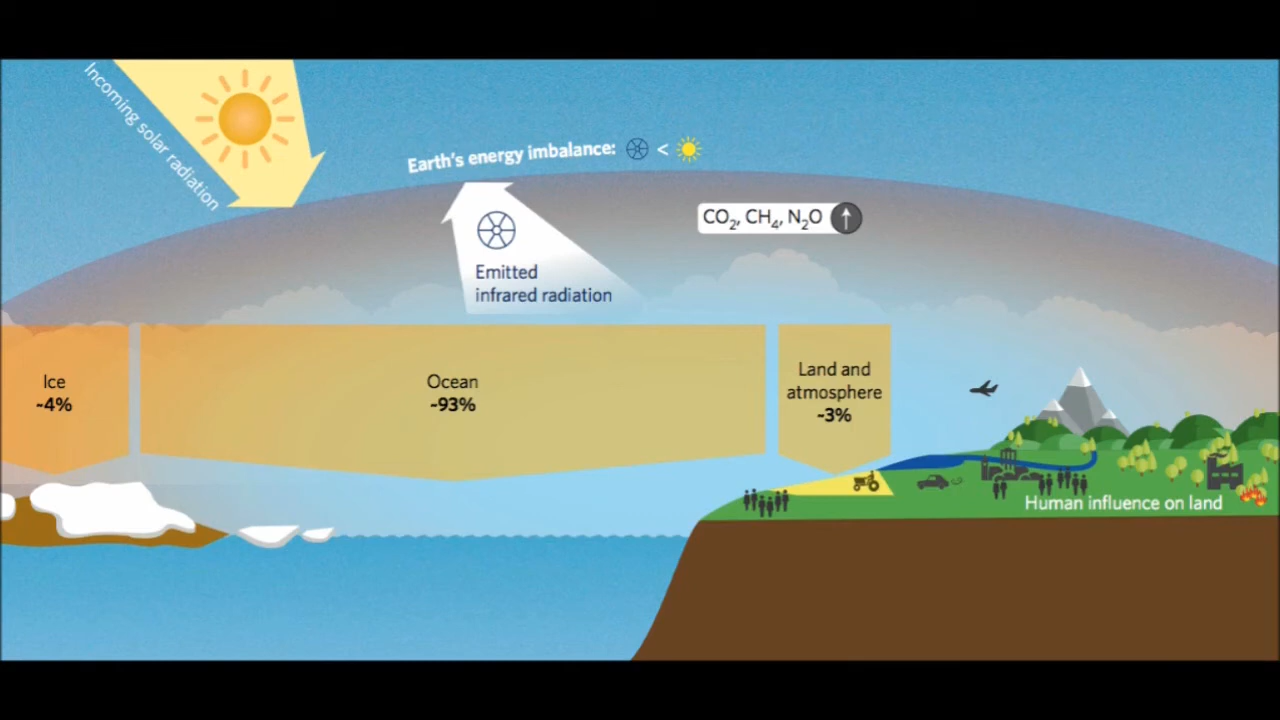 Incoming solar radiation
Earth's energy imbalance: <
CO₂, CH₄, N₂O
Emitted
infrared radiation
Ice
~4%
Ocean
~93%
Land and
atmosphere
~3%
Human influence on land